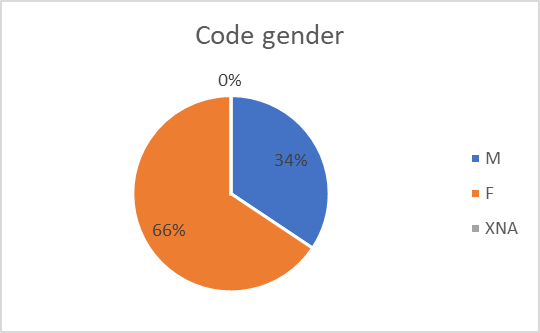 Code gender
0%
34%
66%
M
F
XNA